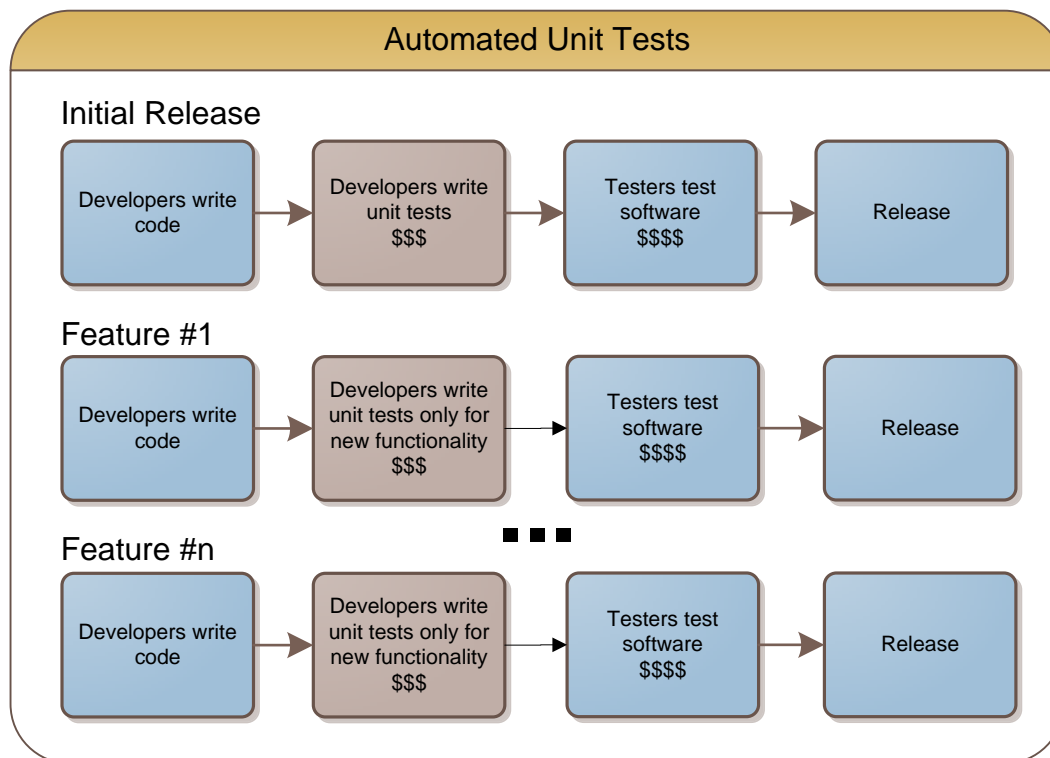 Automated Unit Tests
Initial Release
Developers write
code
Developers write
unit tests
$$$
Testers test
software
$$$$
Release
Feature #1
Developers write
code
Developers write
unit tests only for
new functionality
$$$
Testers test
software
$$$$
Release
Feature #n
Developers write
code
Developers write
unit tests only for
new functionality
$$$
Testers test
software
$$$$
Release